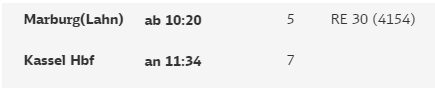 Marburg(Lahn) ab 10:20 5 RE 30 (4154)
Kassel Hbf an 11:34 7